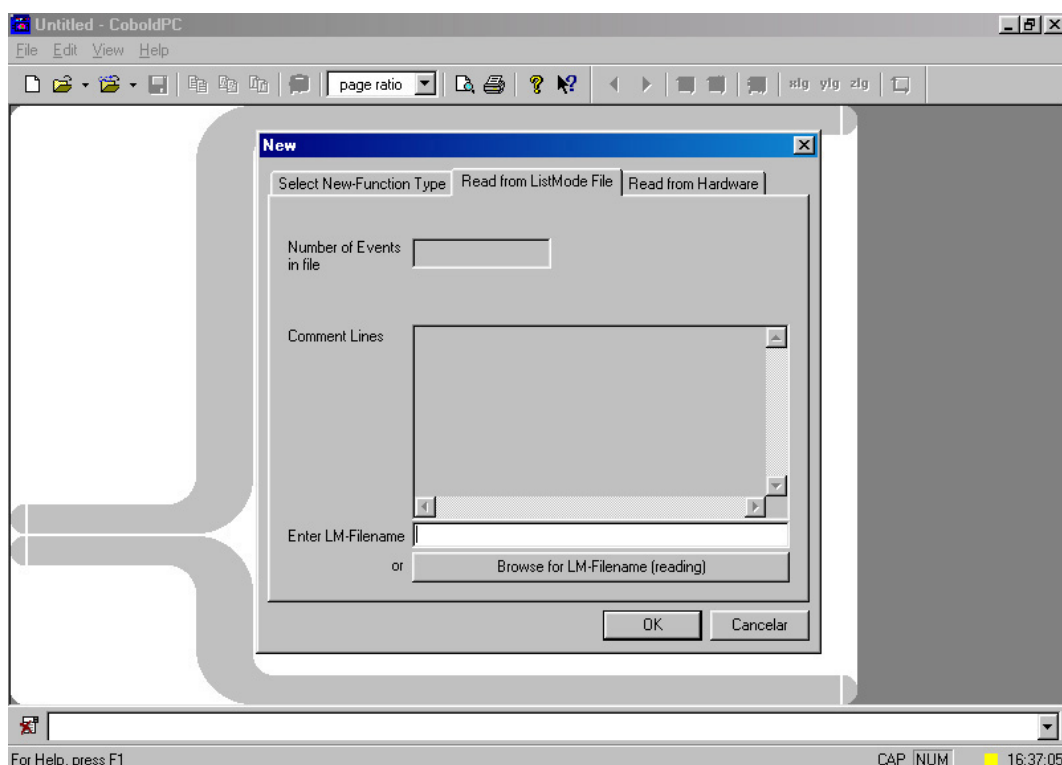 Untitled - CoboldPC
File Edit View Help
page ratio
xlg ylg zlg
New
Select New-Function Type
Read from ListMode File
Read from Hardware
Number of Events
in file
Comment Lines
Enter LM-Filename
or
Browse for LM-Filename (reading)
OK
Cancelar
For Help, press F1
CAP NUM
16:37:05